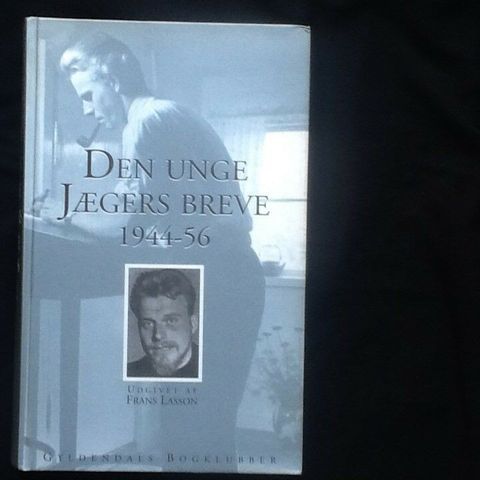 DEN UNGE
JÆGERS BREVE
1944-56
UDGIVET AF
FRANS LASSON
GYLDENDALS BOGKLUBBER